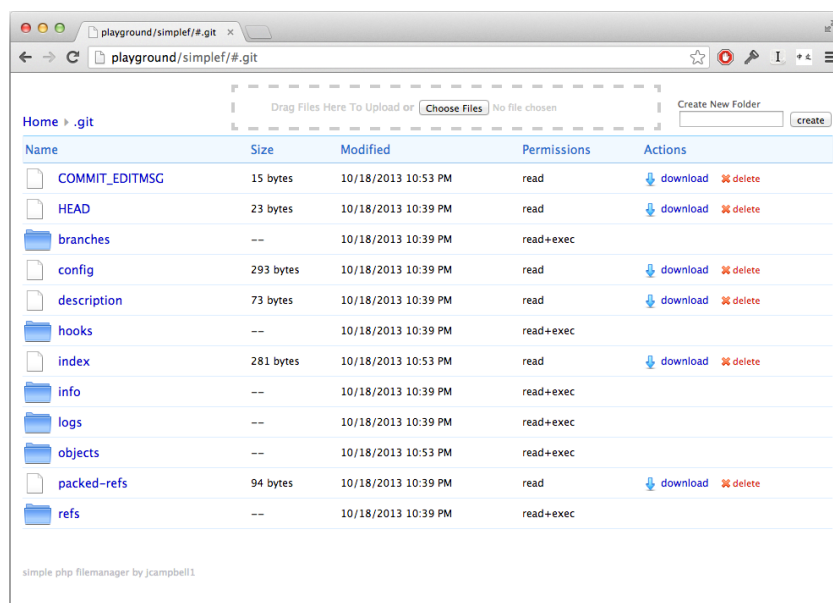 playground/simplef/#.git
playground/simplef/#.git
Drag Files Here To Upload or Choose Files No file chosen
Create New Folder
Home .git
create
Name Size Modified Permissions Actions
COMMIT_EDITMSG 15 bytes 10/18/2013 10:53 PM read download delete
HEAD 23 bytes 10/18/2013 10:39 PM read download delete
branches -- 10/18/2013 10:39 PM read+exec
config 293 bytes 10/18/2013 10:39 PM read download delete
description 73 bytes 10/18/2013 10:39 PM read download delete
hooks -- 10/18/2013 10:39 PM read+exec
index 281 bytes 10/18/2013 10:53 PM read download delete
info -- 10/18/2013 10:39 PM read+exec
logs -- 10/18/2013 10:39 PM read+exec
objects -- 10/18/2013 10:53 PM read+exec
packed-refs 94 bytes 10/18/2013 10:39 PM read download delete
refs -- 10/18/2013 10:39 PM read+exec
simple php filemanager by jcampbell1